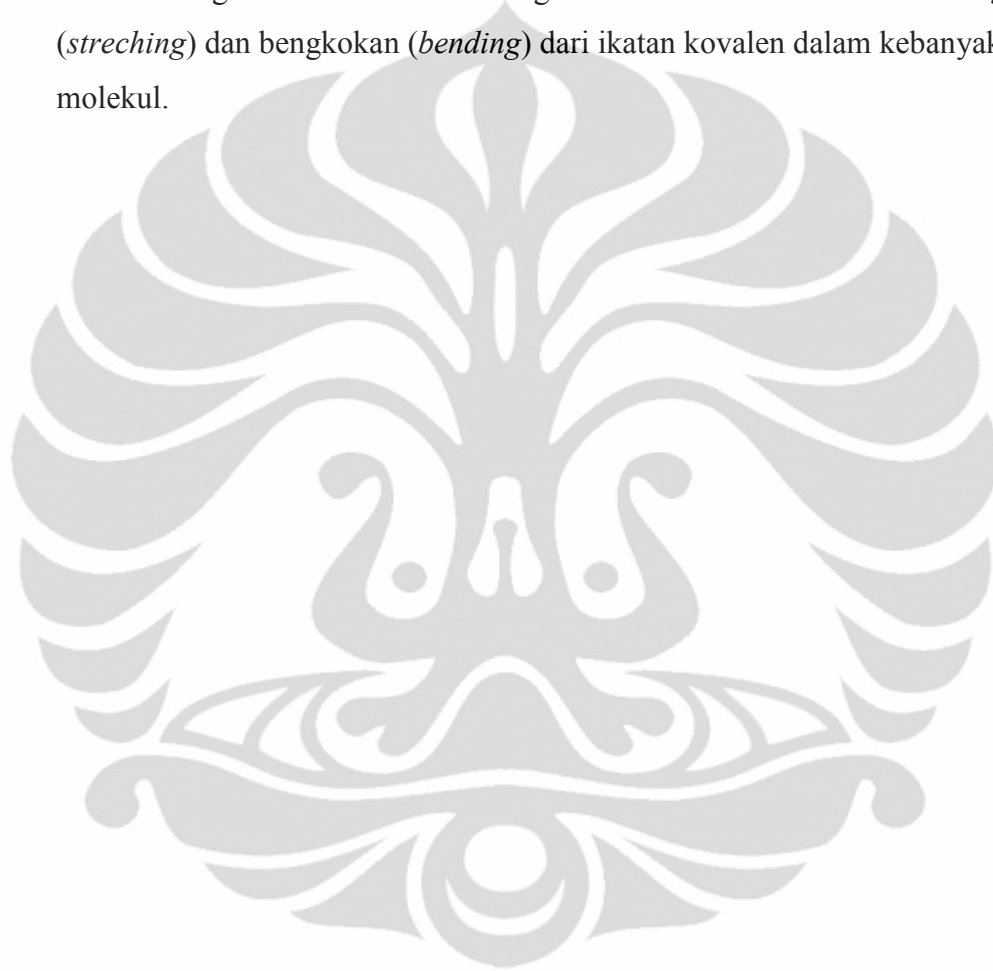 (streching) dan bengkokan (bending) dari ikatan kovalen dalam kebanyak
molekul.